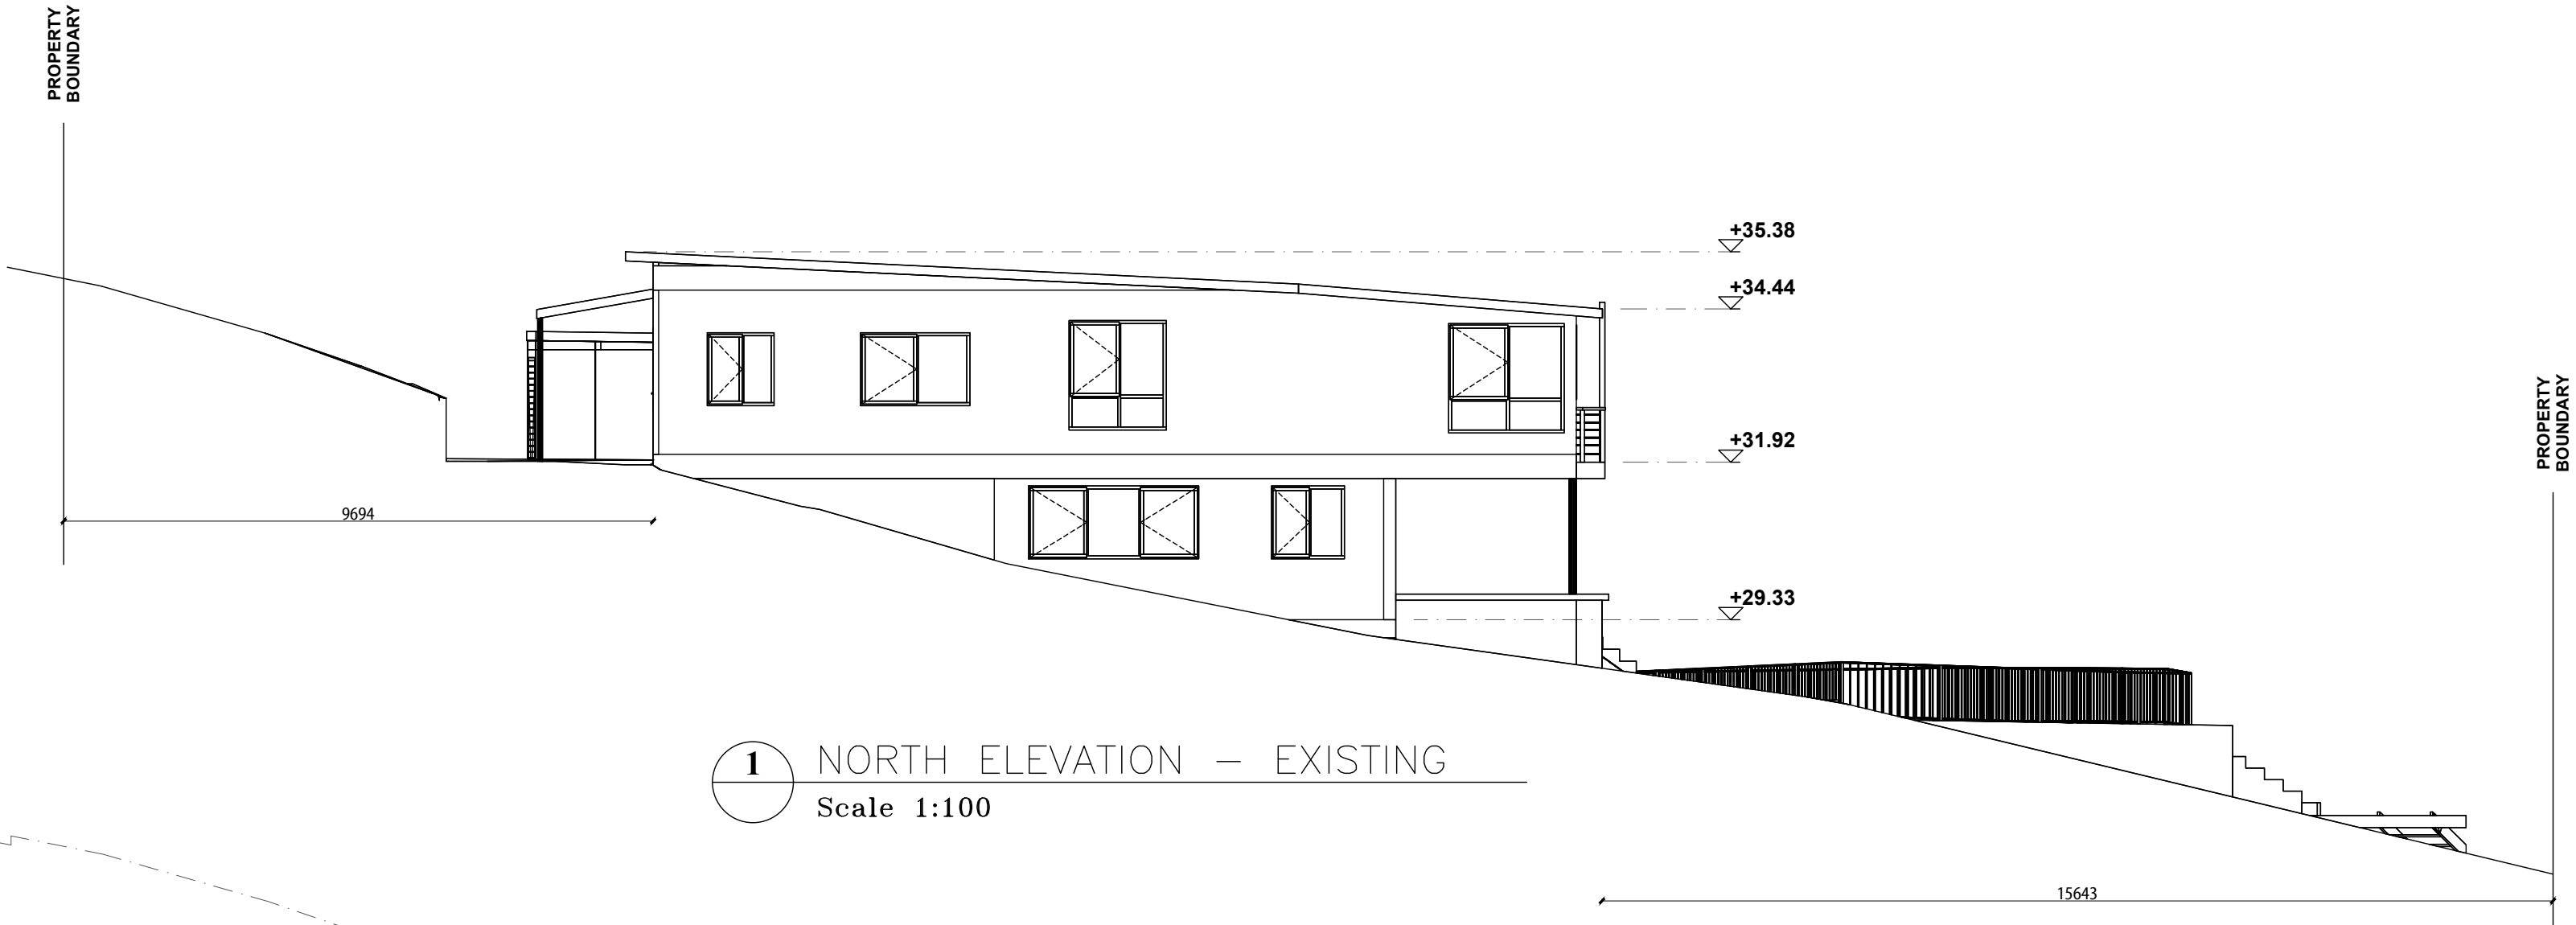 PROPERTY
BOUNDARY
+35.38
+34.44
+31.92
+29.33
PROPERTY
BOUNDARY
9694
1 NORTH ELEVATION - EXISTING
Scale 1:100
15643